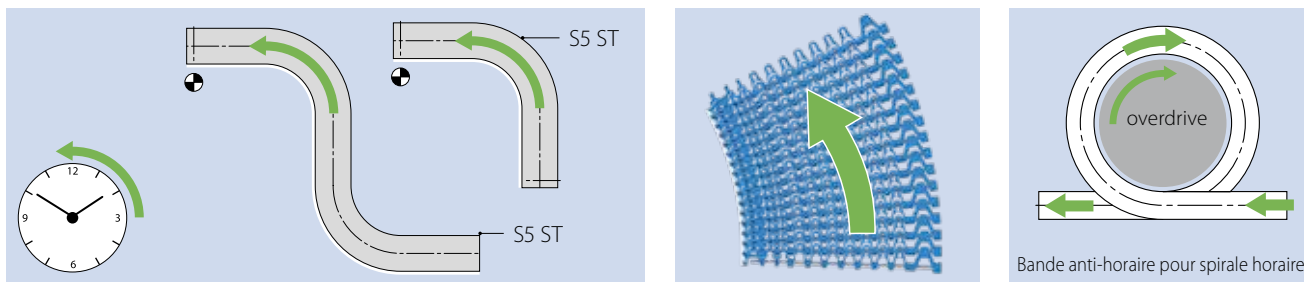 S5 ST
S5 ST
12
9
3
6
overdrive
Bande anti-horaire pour spirale horaire